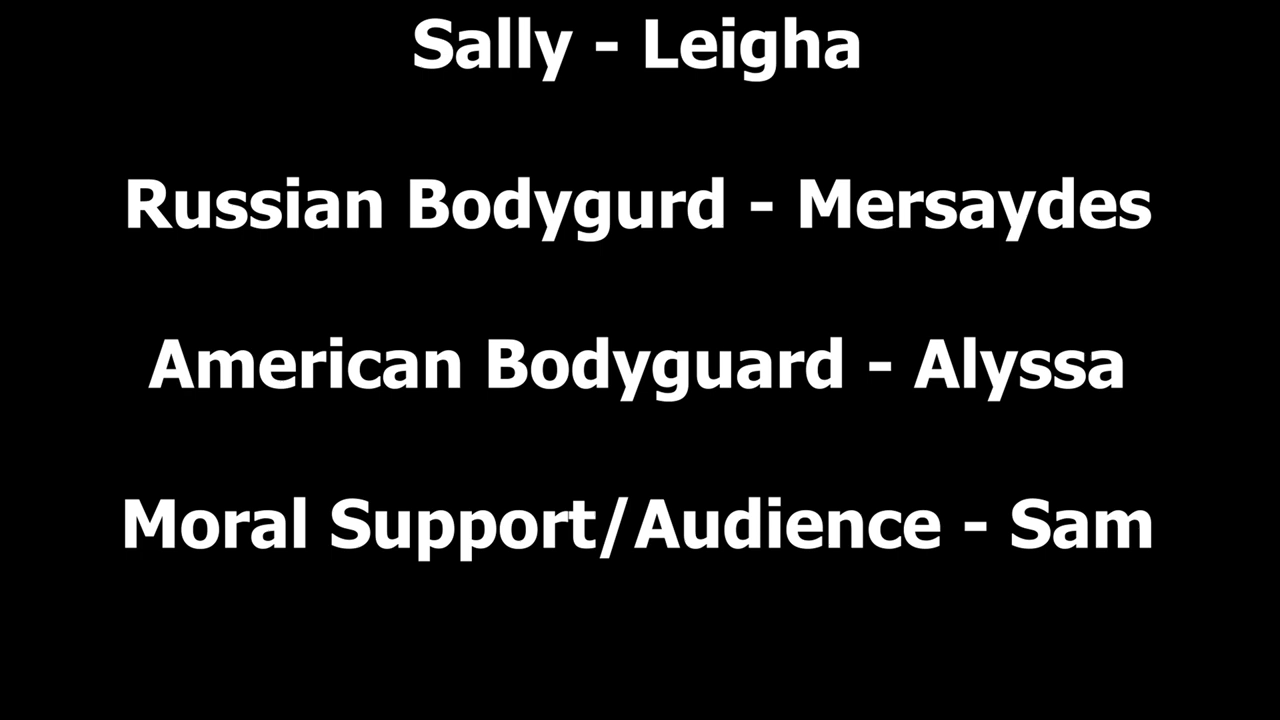 Sally - Leigha
Russian Bodygurd - Mersaydes
American Bodyguard - Alyssa
Moral Support/Audience - Sam